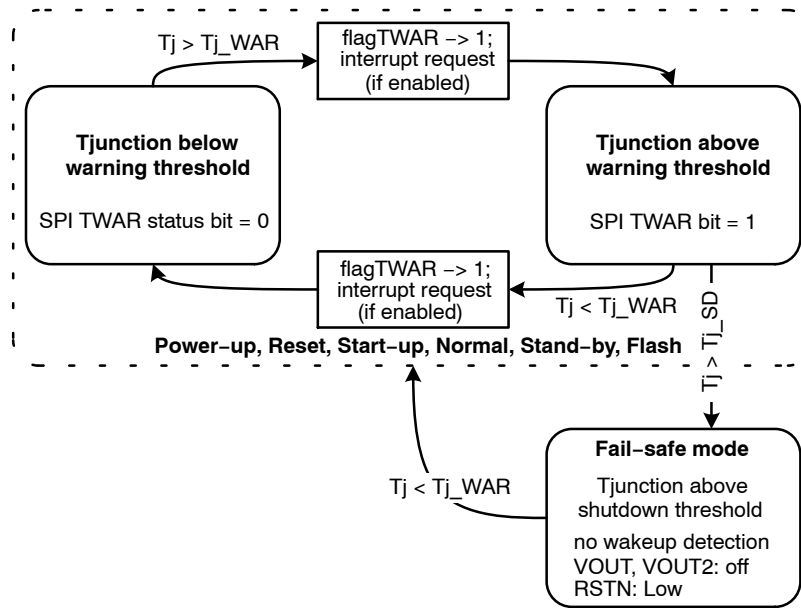 Tj > Tj_WAR
flagTWAR −> 1;
interrupt request
(if enabled)
Tjunction below
warning threshold
SPI TWAR status bit = 0
Tjunction above
warning threshold
SPI TWAR bit = 1
flagTWAR −> 1;
interrupt request
(if enabled)
Tj < Tj_WAR
Tj > Tj_SD
Power−up, Reset, Start−up, Normal, Stand−by, Flash
Tj < Tj_WAR
Fail−safe mode
Tjunction above
shutdown threshold
no wakeup detection
VOUT, VOUT2: off
RSTN: Low